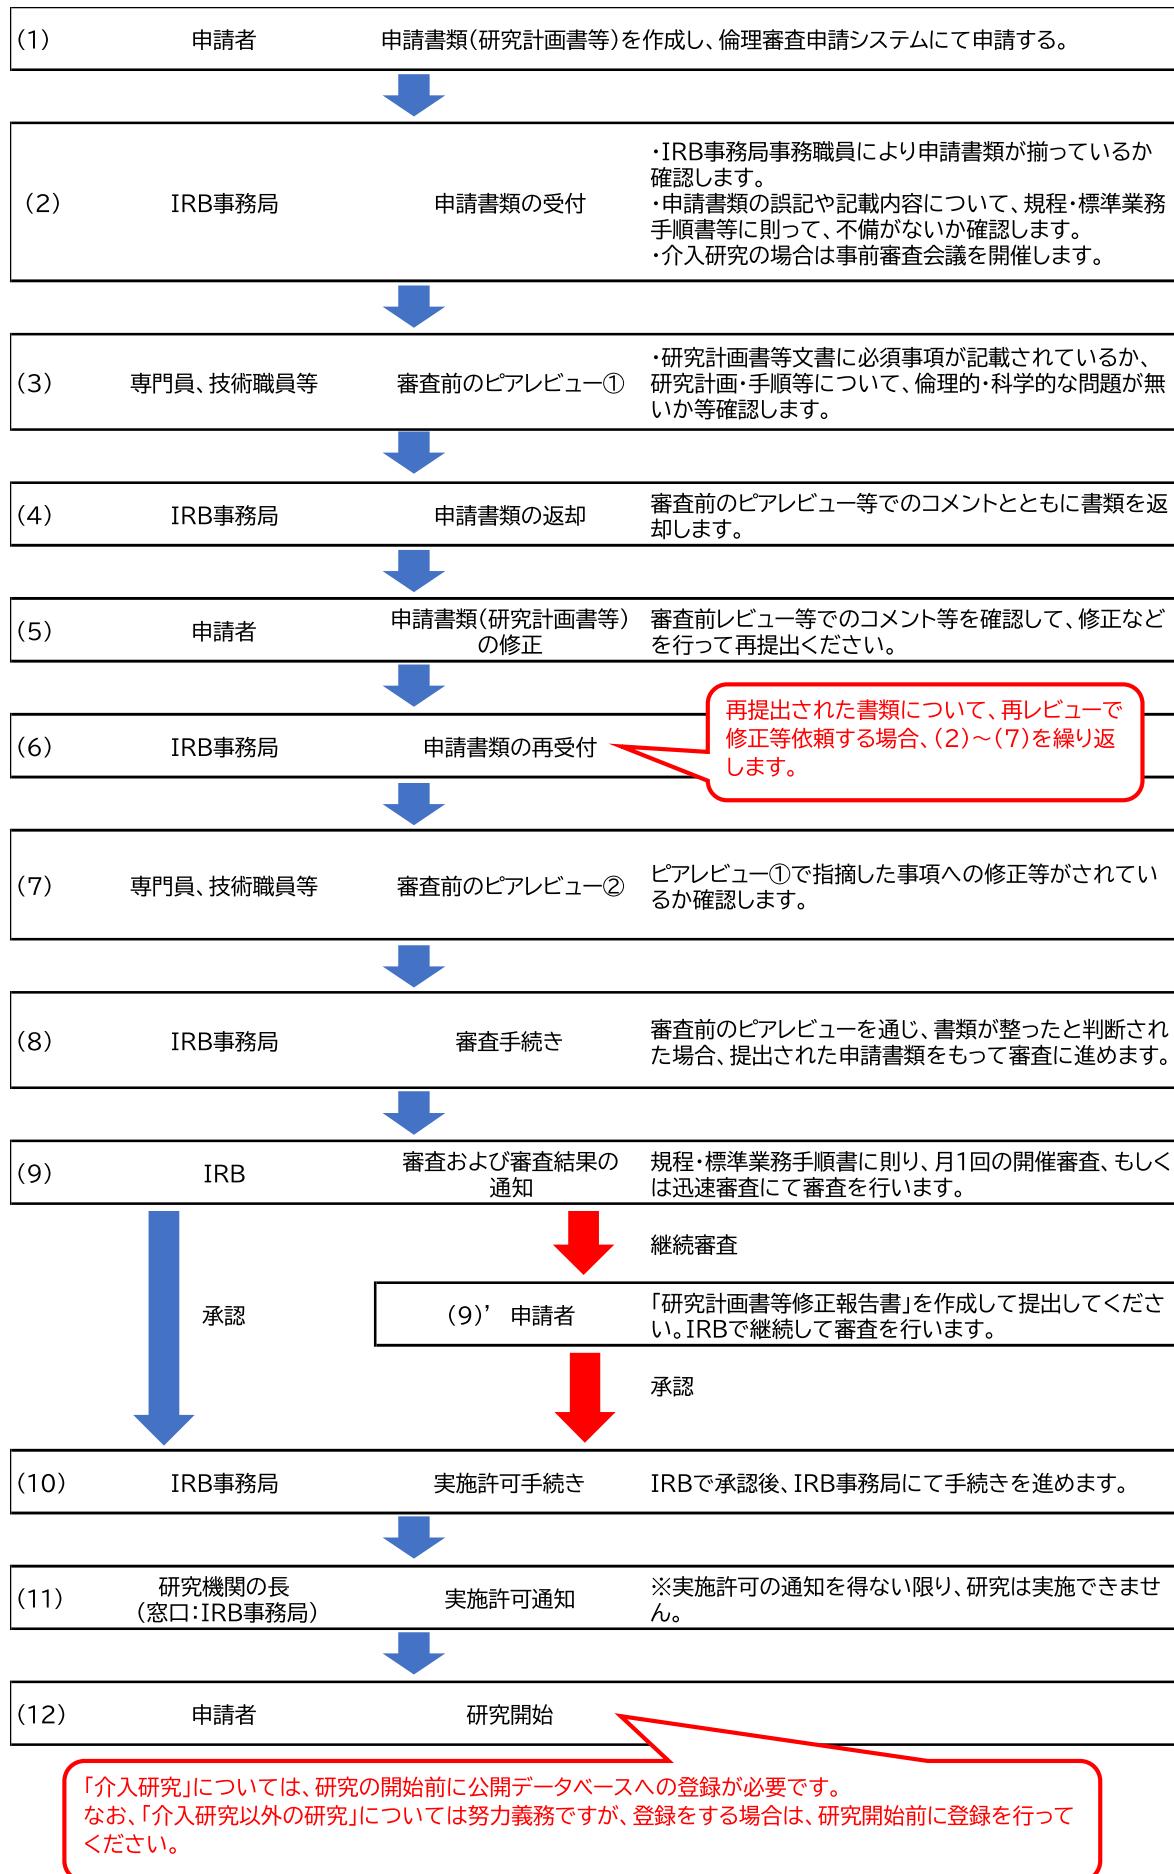 (1) 申請者 申請書類(研究計画書等)を作成し、倫理審査申請システムにて申請する。
(2) IRB事務局 申請書類の受付
・IRB事務局事務職員により申請書類が揃っているか
確認します。
・申請書類の誤記や記載内容について、規程・標準業務
手順書等に則って、不備がないか確認します。
・介入研究の場合は事前審査会議を開催します。
(3) 専門員、技術職員等 審査前のピアレビュー①
・研究計画書等文書に必須事項が記載されているか、
研究計画・手順等について、倫理的・科学的な問題が無
いか等確認します。
(4) IRB事務局 申請書類の返却
審査前のピアレビュー等でのコメントとともに書類を返
却します。
(5) 申請者
申請書類(研究計画書等)
の修正
審査前レビュー等でのコメント等を確認して、修正など
を行って再提出ください。
(6) IRB事務局 申請書類の再受付
再提出された書類について、再レビューで
修正等依頼する場合、(2)～(7)を繰り返
します。
(7) 専門員、技術職員等 審査前のピアレビュー②
ピアレビュー①で指摘した事項への修正等がされてい
るか確認します。
(8) IRB事務局 審査手続き
審査前のピアレビューを通じ、書類が整ったと判断され
た場合、提出された申請書類をもって審査に進めます。
(9) IRB
審査および審査結果の
通知
規程・標準業務手順書に則り、月1回の開催審査、もしく
は迅速審査にて審査を行います。
継続審査
承認
(9)’ 申請者
「研究計画書等修正報告書」を作成して提出してくださ
い。IRBで継続して審査を行います。
承認
(10) IRB事務局 実施許可手続き IRBで承認後、IRB事務局にて手続きを進めます。
(11)
研究機関の長
(窓口：IRB事務局)
実施許可通知
※実施許可の通知を得ない限り、研究は実施できませ
ん。
(12) 申請者 研究開始
「介入研究」については、研究の開始前に公開データベースへの登録が必要です。
なお、「介入研究以外の研究」については努力義務ですが、登録をする場合は、研究開始前に登録を行って
ください。